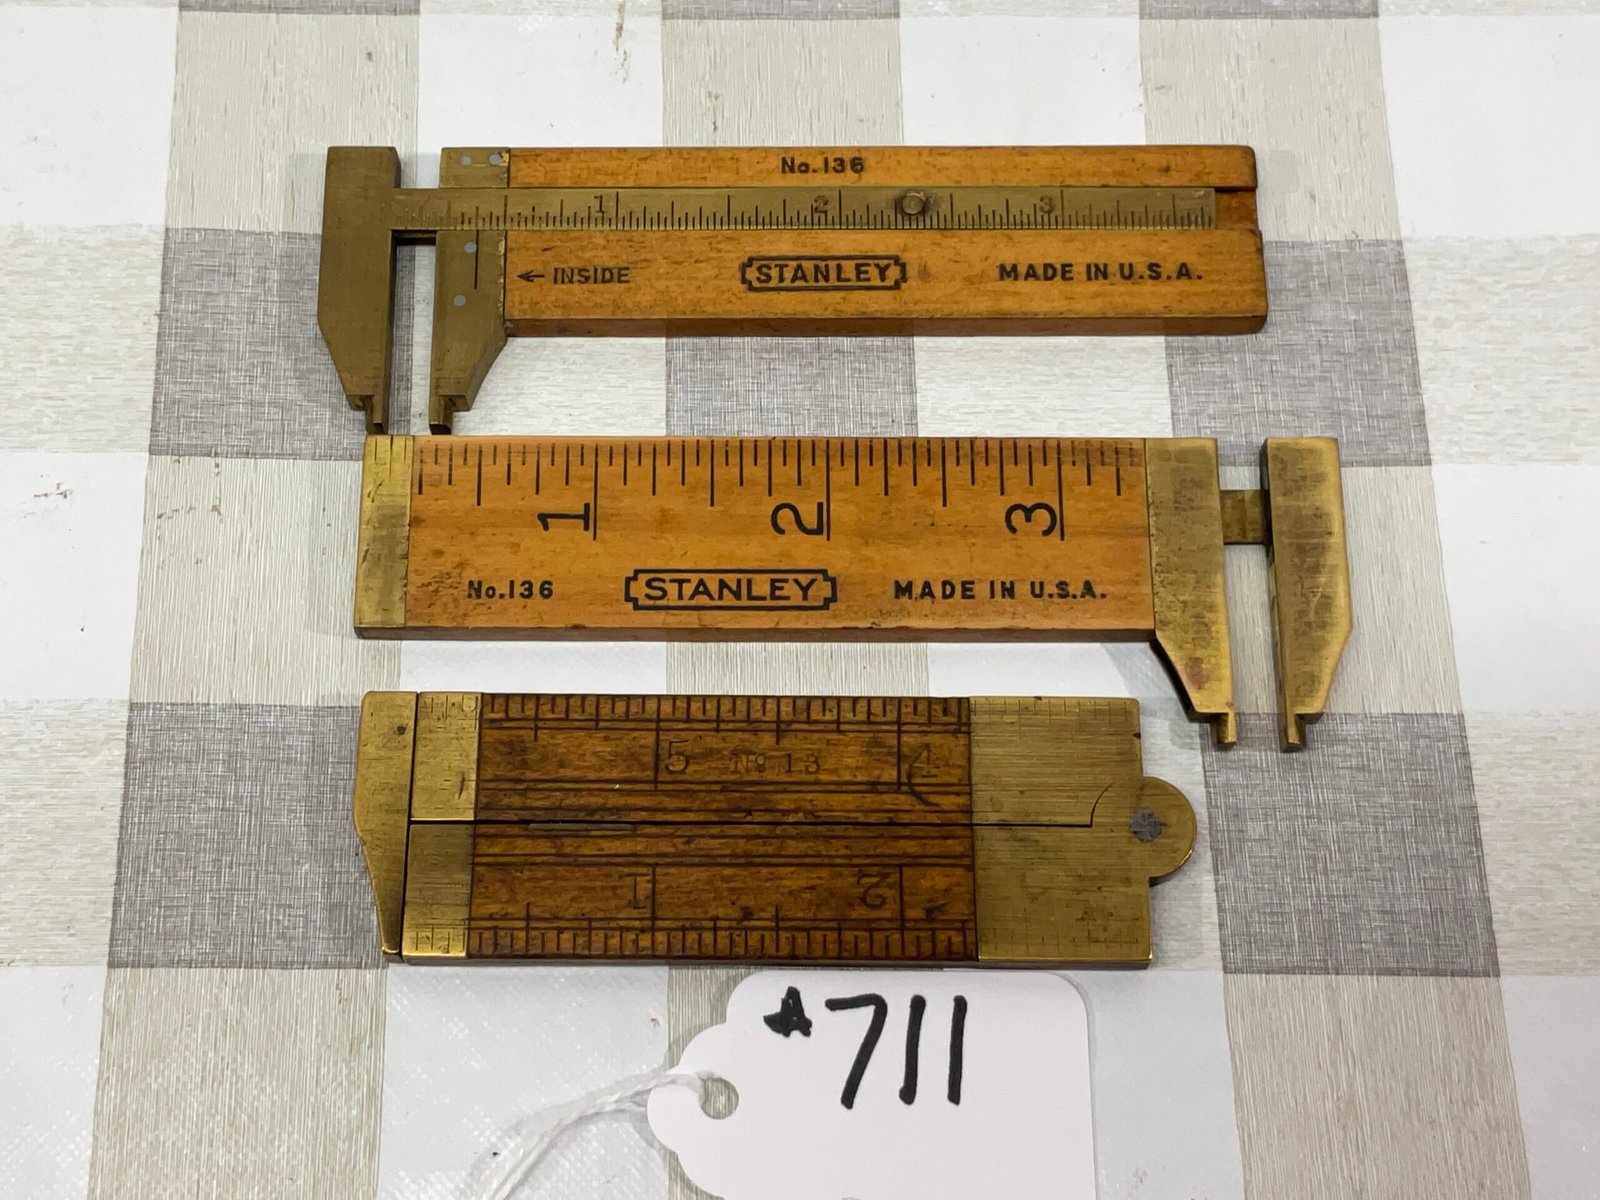 No.136
1 2 3
← INSIDE STANLEY MADE IN U.S.A.
1 2 3
No.136 STANLEY MADE IN U.S.A.
5 No 13 4
1 2
A711